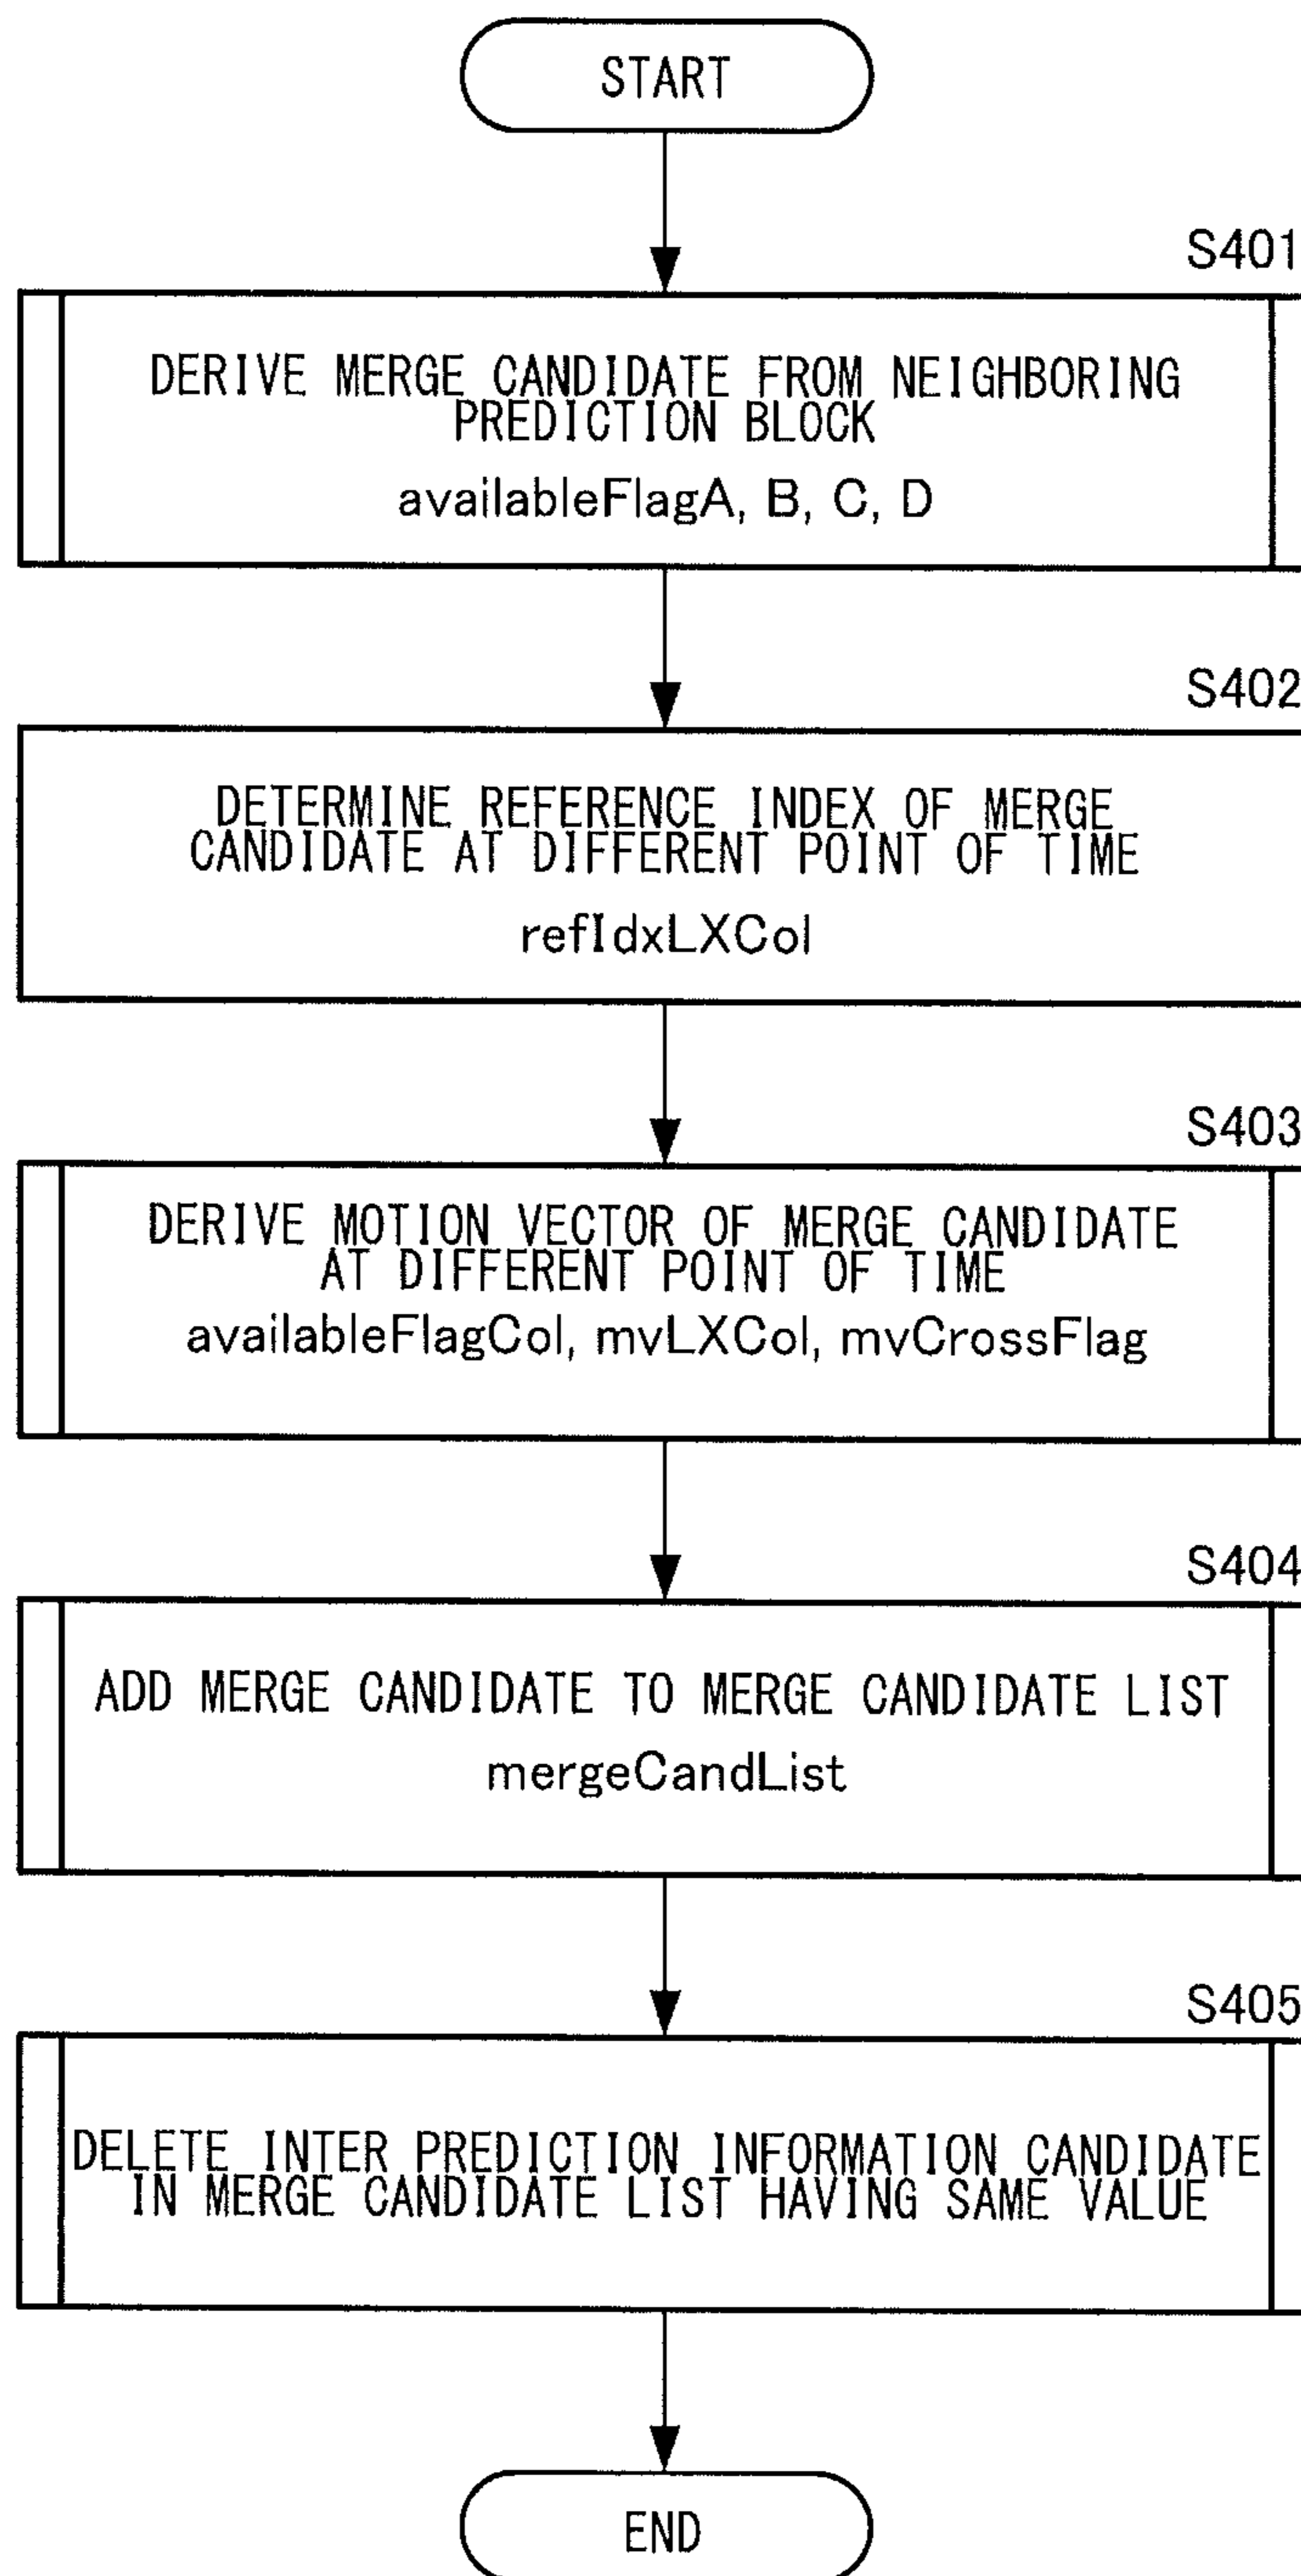 START
S401
DERIVE MERGE CANDIDATE FROM NEIGHBORING
PREDICTION BLOCK
availableFlagA, B, C, D
S402
DETERMINE REFERENCE INDEX OF MERGE
CANDIDATE AT DIFFERENT POINT OF TIME
refIdxLXCol
S403
DERIVE MOTION VECTOR OF MERGE CANDIDATE
AT DIFFERENT POINT OF TIME
availableFlagCol, mvLXCol, mvCrossFlag
S404
ADD MERGE CANDIDATE TO MERGE CANDIDATE LIST
mergeCandList
S405
DELETE INTER PREDICTION INFORMATION CANDIDATE
IN MERGE CANDIDATE LIST HAVING SAME VALUE
END